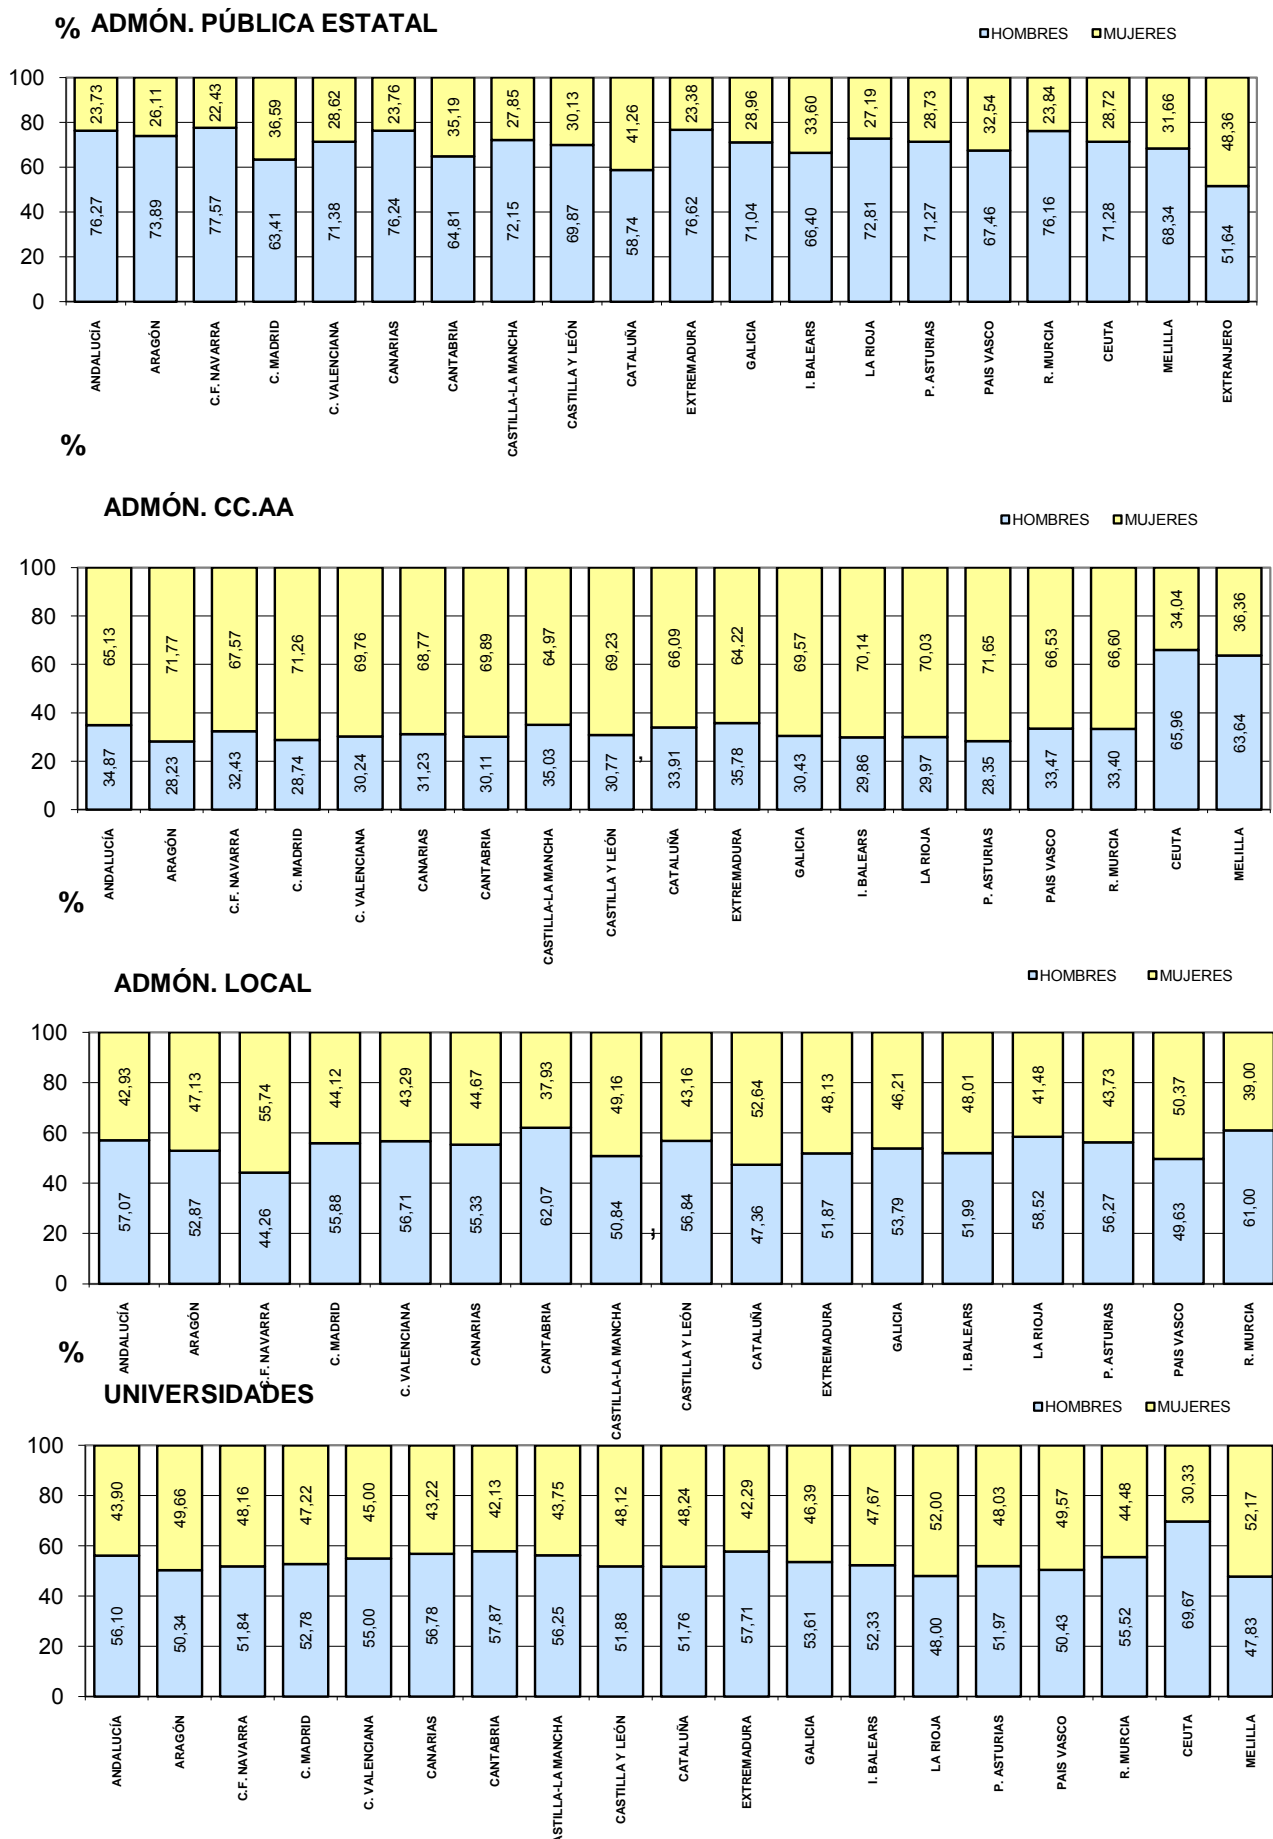 % ADMÓN. PÚBLICA ESTATAL
HOMBRES MUJERES
100
80
60
40
20
0
23,73 26,11 22,43 36,59 28,62 23,76 35,19 27,85 30,13 41,26 23,38 28,96 33,60 27,19 28,73 32,54 23,84 28,72 31,66 48,36
76,27 73,89 77,57 63,41 71,38 76,24 64,81 72,15 69,87 58,74 76,62 71,04 66,40 72,81 71,27 67,46 76,16 71,28 68,34 51,64
ANDALUCÍA ARAGÓN C.F. NAVARRA C. MADRID C. VALENCIANA CANARIAS CANTABRIA CASTILLA-LA MANCHA CASTILLA Y LEÓN CATALUÑA EXTREMADURA GALICIA I. BALEARS LA RIOJA P. ASTURIAS PAIS VASCO R. MURCIA CEUTA MELILLA EXTRANJERO
%
ADMÓN. CC.AA
HOMBRES MUJERES
100
80
60
40
20
0
65,13 71,77 67,57 71,26 69,76 68,77 69,89 64,97 69,23 66,09 64,22 69,57 70,14 70,03 71,65 66,53 66,60 34,04 36,36
34,87 28,23 32,43 28,74 30,24 31,23 30,11 35,03 30,77 , 33,91 35,78 30,43 29,86 29,97 28,35 33,47 33,40 65,96 63,64
ANDALUCÍA ARAGÓN C.F. NAVARRA C. MADRID C. VALENCIANA CANARIAS CANTABRIA CASTILLA-LA MANCHA CASTILLA Y LEÓN CATALUÑA EXTREMADURA GALICIA I. BALEARS LA RIOJA P. ASTURIAS PAIS VASCO R. MURCIA CEUTA MELILLA
%
ADMÓN. LOCAL
HOMBRES MUJERES
100
80
60
40
20
0
42,93 47,13 55,74 44,12 43,29 44,67 37,93 49,16 43,16 52,64 48,13 46,21 48,01 41,48 43,73 50,37 39,00
57,07 52,87 44,26 55,88 56,71 55,33 62,07 50,84 ; 56,84 47,36 51,87 53,79 51,99 58,52 56,27 49,63 61,00
ANDALUCÍA ARAGÓN C.F. NAVARRA C. MADRID C. VALENCIANA CANARIAS CANTABRIA CASTILLA-LA MANCHA CASTILLA Y LEÓN CATALUÑA EXTREMADURA GALICIA I. BALEARS LA RIOJA P. ASTURIAS PAIS VASCO R. MURCIA
%
UNIVERSIDADES
HOMBRES MUJERES
100
80
60
40
20
0
43,90 49,66 48,16 47,22 45,00 43,22 42,13 43,75 48,12 48,24 42,29 46,39 47,67 52,00 48,03 49,57 44,48 30,33 52,17
56,10 50,34 51,84 52,78 55,00 56,78 57,87 56,25 51,88 51,76 57,71 53,61 52,33 48,00 51,97 50,43 55,52 69,67 47,83
ANDALUCÍA ARAGÓN C.F. NAVARRA C. MADRID C. VALENCIANA CANARIAS CANTABRIA ASTILLA-LA MANCHA CASTILLA Y LEÓN CATALUÑA EXTREMADURA GALICIA I. BALEARS LA RIOJA P. ASTURIAS PAIS VASCO R. MURCIA CEUTA MELILLA